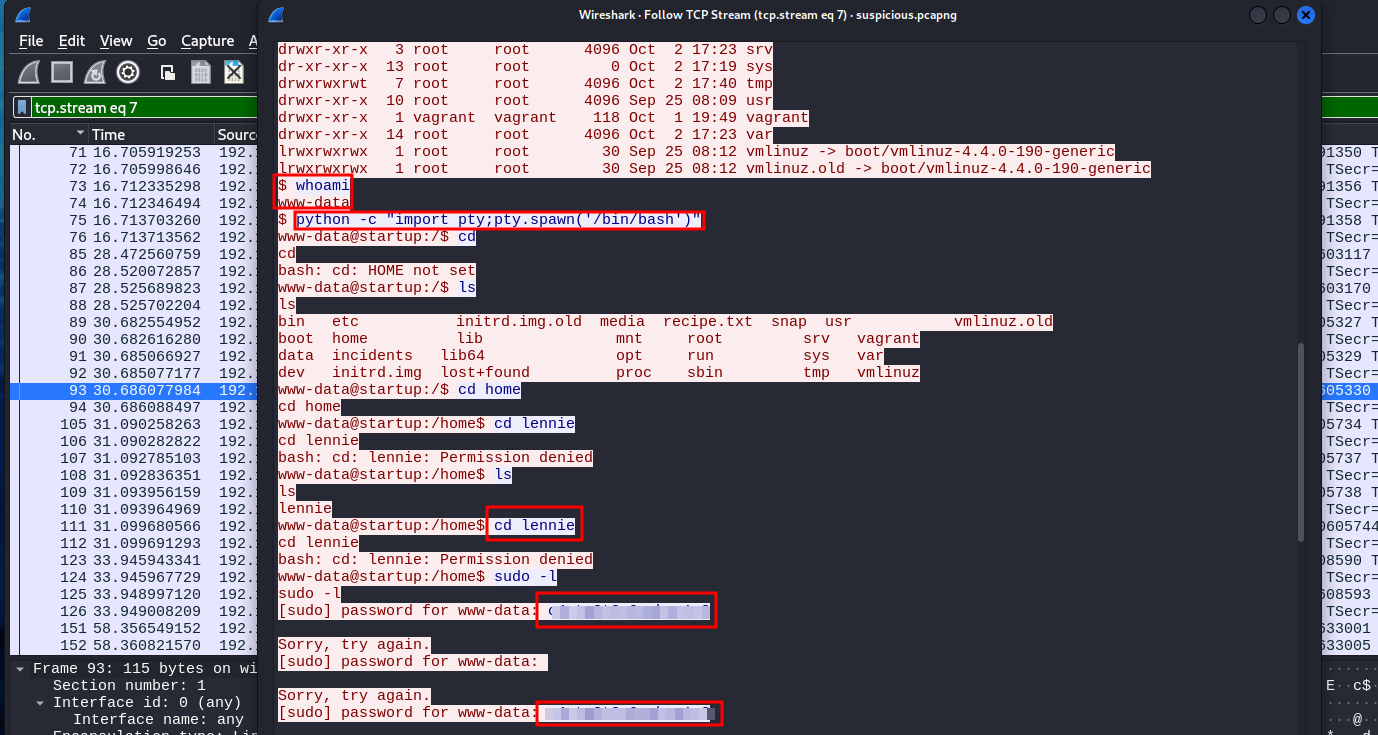 Wireshark · Follow TCP Stream (tcp.stream eq 7) · suspicious.pcapng
File Edit View Go Capture A
tcp.stream eq 7
No. Time Source
71 16.705919253 192.
72 16.705998646 192.
73 16.712335298 192.
74 16.712346494 192.
75 16.713703260 192.
76 16.713713562 192.
85 28.472560759 192.
86 28.520072857 192.
87 28.525689823 192.
88 28.525702204 192.
89 30.682554952 192.
90 30.682616280 192.
91 30.685066927 192.
92 30.685077177 192.
93 30.686077984 192.
94 30.686088497 192.
105 31.090258263 192.
106 31.090282822 192.
107 31.092785103 192.
108 31.092836351 192.
109 31.093956159 192.
110 31.093964969 192.
111 31.099680566 192.
112 31.099691293 192.
123 33.945943341 192.
124 33.945967729 192.
125 33.948997120 192.
126 33.949008209 192.
151 58.356549152 192.
152 58.360821570 192.
Frame 93: 115 bytes on wi
Section number: 1
Interface id: 0 (any)
Interface name: any
drwxr-xr-x 3 root root 4096 Oct 2 17:23 srv
dr-xr-xr-x 13 root root 0 Oct 2 17:19 sys
drwxrwxrwt 7 root root 4096 Oct 2 17:40 tmp
drwxr-xr-x 10 root root 4096 Sep 25 08:09 usr
drwxr-xr-x 1 vagrant vagrant 118 Oct 1 19:49 vagrant
drwxr-xr-x 14 root root 4096 Oct 2 17:23 var
lrwxrwxrwx 1 root root 30 Sep 25 08:12 vmlinuz -> boot/vmlinuz-4.4.0-190-generic
lrwxrwxrwx 1 root root 30 Sep 25 08:12 vmlinuz.old -> boot/vmlinuz-4.4.0-190-generic
$ whoami
www-data
$ python -c "import pty;pty.spawn('/bin/bash')"
www-data@startup:/$ cd
cd
bash: cd: HOME not set
www-data@startup:/$ ls
ls
bin etc initrd.img.old media recipe.txt snap usr vmlinuz.old
boot home lib mnt root srv vagrant
data incidents lib64 opt run sys var
dev initrd.img lost+found proc sbin tmp vmlinuz
www-data@startup:/$ cd home
cd home
www-data@startup:/home$ cd lennie
cd lennie
bash: cd: lennie: Permission denied
www-data@startup:/home$ ls
ls
lennie
www-data@startup:/home$ cd lennie
cd lennie
bash: cd: lennie: Permission denied
www-data@startup:/home$ sudo -l
sudo -l
[sudo] password for www-data:
Sorry, try again.
[sudo] password for www-data:
Sorry, try again.
[sudo] password for www-data:
91350 T
TSecr=
91356 T
TSecr=
91358 T
TSecr=
603117
TSecr=
603170
TSecr=
05327 T
TSecr=
05329 T
TSecr=
605330
TSecr=
05734 T
TSecr=
05737 T
TSecr=
05738 T
TSecr=
0605744
TSecr=
08590 T
TSecr=
608593
TSecr=
633001
633005
E c$
@